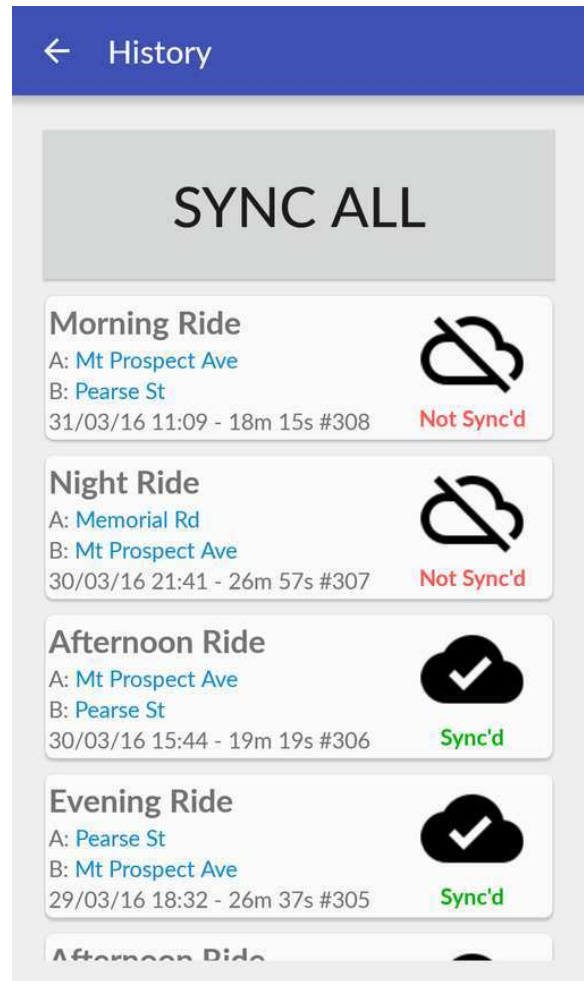 History
SYNC ALL
Morning Ride
A: Mt Prospect Ave
B: Pearse St
31/03/16 11:09 - 18m 15s #308
Not Sync'd
Night Ride
A: Memorial Rd
B: Mt Prospect Ave
30/03/16 21:41 - 26m 57s #307
Not Sync'd
Afternoon Ride
A: Mt Prospect Ave
B: Pearse St
30/03/16 15:44 - 19m 19s #306
Sync'd
Evening Ride
A: Pearse St
B: Mt Prospect Ave
29/03/16 18:32 - 26m 37s #305
Sync'd
Afternoon Ride